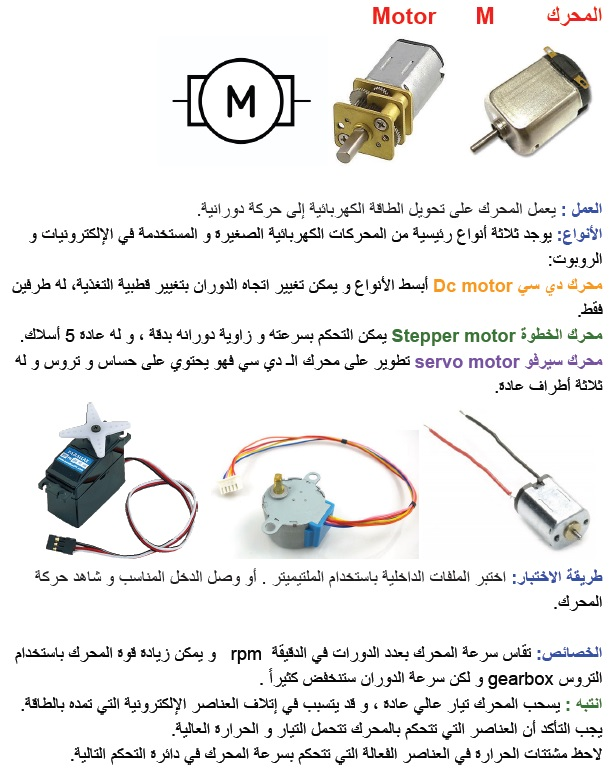 المحرك M Motor
M
العمل : يعمل المحرك على تحويل الطاقة الكهربائية إلى حركة دورانية.
الأنواع: يوجد ثلاثة أنواع رئيسية من المحركات الكهربائية الصغيرة و المستخدمة في الإلكترونيات و
الروبوت:
محرك دي سي Dc motor أبسط الأنواع و يمكن تغيير اتجاه الدوران بتغيير قطبية التغذية، له طرفين
فقط.
محرك الخطوة Stepper motor يمكن التحكم بسرعته و زاوية دورانه بدقة ، و له عادة 5 أسلاك.
محرك سيرفو servo motor تطوير على محرك الـ دي سي فهو يحتوي على حساس و تروس و له
ثلاثة أطراف عادة.
طريقة الاختبار: اختبر الملفات الداخلية باستخدام الملتيميتر . أو وصل الدخل المناسب و شاهد حركة
المحرك.
الخصائص: تقاس سرعة المحرك بعدد الدورات في الدقيقة rpm و يمكن زيادة قوة المحرك باستخدام
التروس gearbox و لكن سرعة الدوران ستنخفض كثيراً .
انتبه : يسحب المحرك تيار عالي عادة ، و قد يتسبب في إتلاف العناصر الإلكترونية التي تمده بالطاقة.
يجب التأكد أن العناصر التي تتحكم بالمحرك تتحمل التيار و الحرارة العالية.
لاحظ مشتتات الحرارة في العناصر الفعالة التي تتحكم بسرعة المحرك في دائرة التحكم التالية.